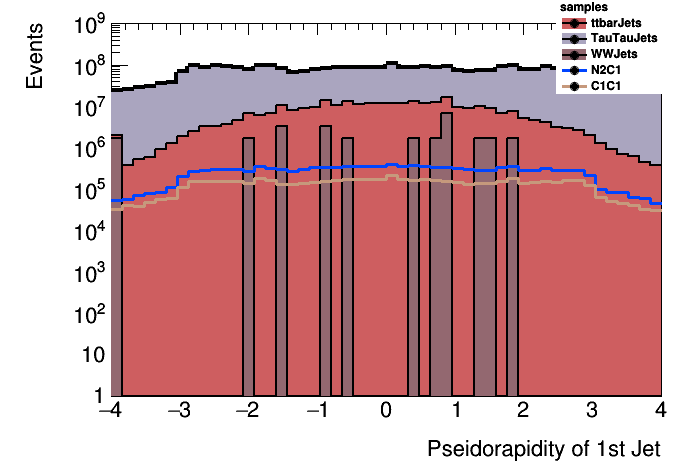 samples
ttbarJets
TauTauJets
WWJets
N2C1
C1C1
Events
10⁹
10⁸
10⁷
10⁶
10⁵
10⁴
10³
10²
10
1
−4 −3 −2 −1 0 1 2 3 4
Pseidorapidity of 1st Jet